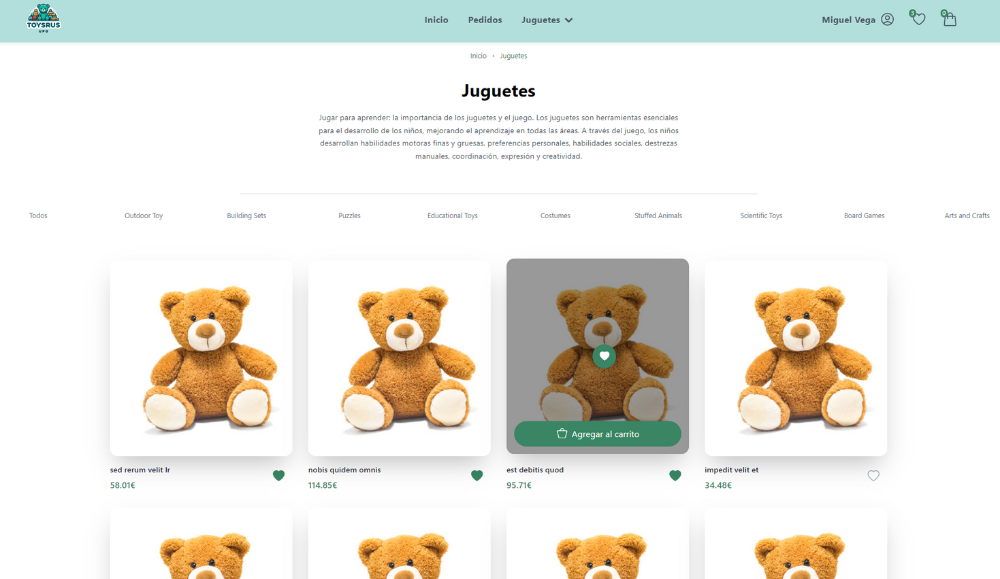 TOYSRUS
UPO
Inicio
Pedidos
Juguetes
Miguel Vega
3
0
Inicio › Juguetes
Juguetes
Jugar para aprender: la importancia de los juguetes y el juego. Los juguetes son herramientas esenciales
para el desarrollo de los niños, mejorando el aprendizaje en todas las áreas. A través del juego, los niños
desarrollan habilidades motoras finas y gruesas, preferencias personales, habilidades sociales, destrezas
manuales, coordinación, expresión y creatividad.
Todos
Outdoor Toy
Building Sets
Puzzles
Educational Toys
Costumes
Stuffed Animals
Scientific Toys
Board Games
Arts and Crafts
Agregar al carrito
sed rerum velit lr
58.01€
nobis quidem omnis
114.85€
est debitis quod
95.71€
impedit velit et
34.48€